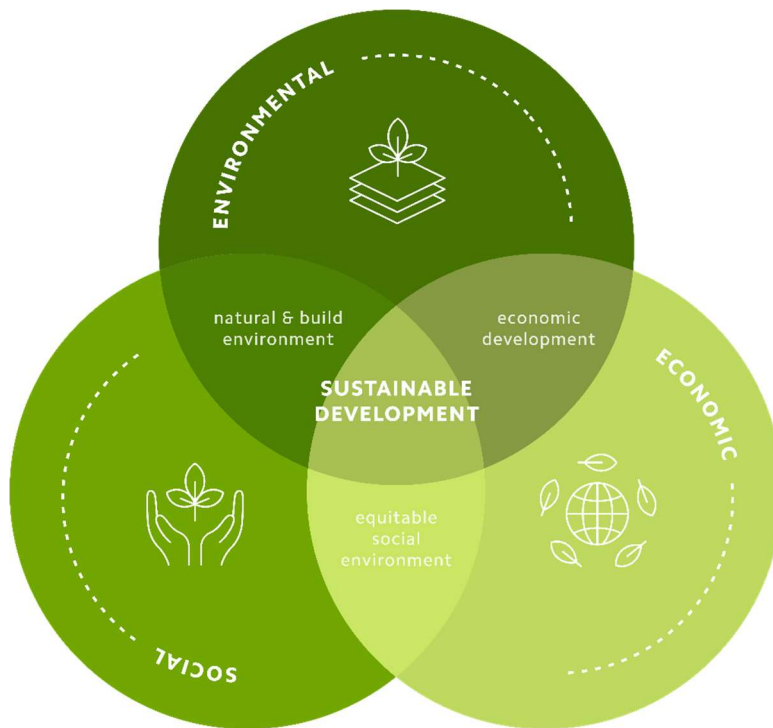 ENVIRONMENTAL
natural & build
environment
economic
development
ECONOMIC
SUSTAINABLE
DEVELOPMENT
equitable
social
environment
SOCIAL